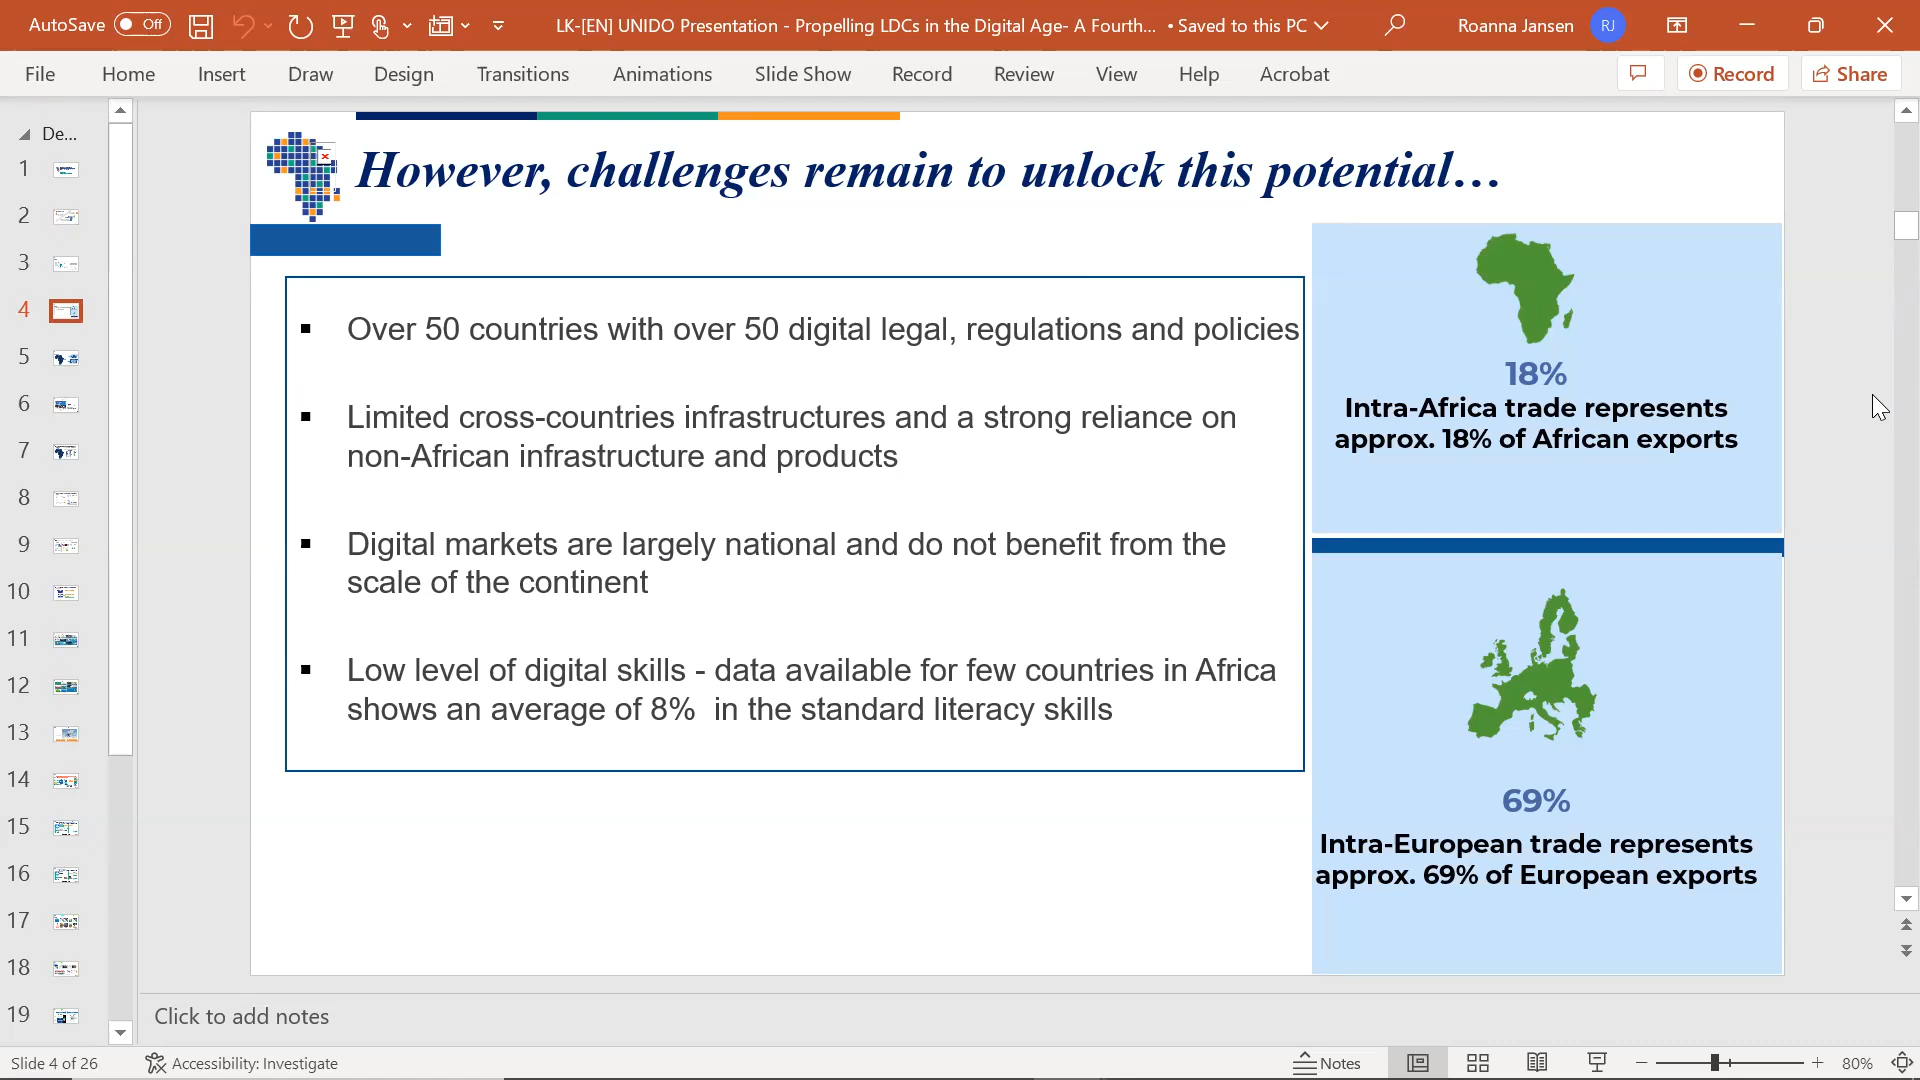 AutoSave Off
LK-[EN] UNIDO Presentation - Propelling LDCs in the Digital Age- A Fourth... • Saved to this PC
Roanna Jansen RJ
File Home Insert Draw Design Transitions Animations Slide Show Record Review View Help Acrobat
Record Share
De...
1
2
3
4
5
6
7
8
9
10
11
12
13
14
15
16
17
18
19
However, challenges remain to unlock this potential…
▪ Over 50 countries with over 50 digital legal, regulations and policies
▪ Limited cross-countries infrastructures and a strong reliance on
non-African infrastructure and products
▪ Digital markets are largely national and do not benefit from the
scale of the continent
▪ Low level of digital skills - data available for few countries in Africa
shows an average of 8%  in the standard literacy skills
18%
Intra-Africa trade represents
approx. 18% of African exports
69%
Intra-European trade represents
approx. 69% of European exports
Click to add notes
Slide 4 of 26
Accessibility: Investigate
Notes
80%